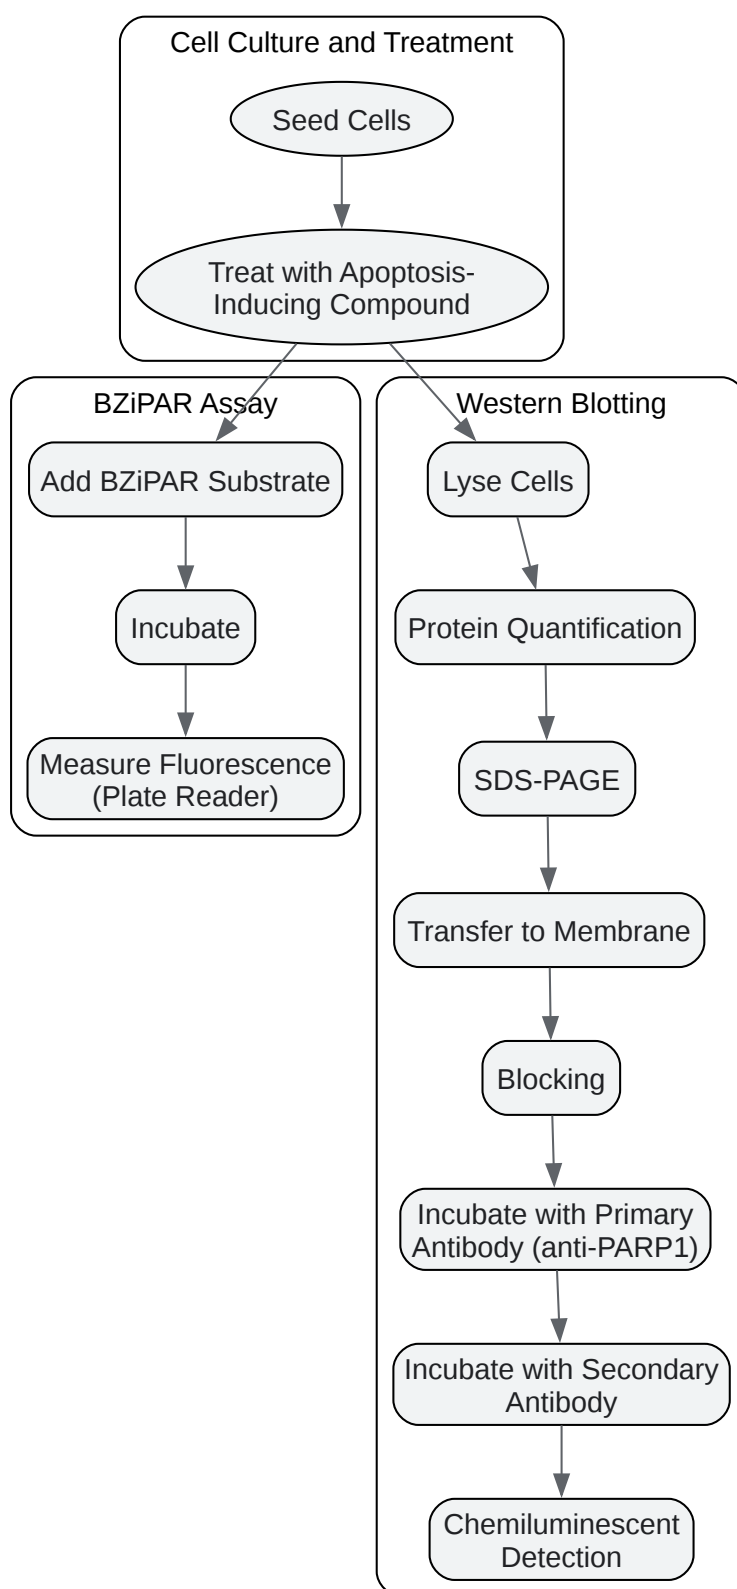 Cell Culture and Treatment
Seed Cells
Treat with Apoptosis-
Inducing Compound
BZiPAR Assay
Add BZiPAR Substrate
Incubate
Measure Fluorescence
(Plate Reader)
Western Blotting
Lyse Cells
Protein Quantification
SDS-PAGE
Transfer to Membrane
Blocking
Incubate with Primary
Antibody (anti-PARP1)
Incubate with Secondary
Antibody
Chemiluminescent
Detection